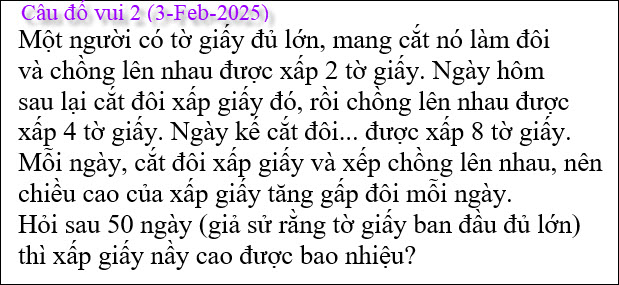 Câu đố vui 2 (3-Feb-2025)
Một người có tờ giấy đủ lớn, mang cắt nó làm đôi
và chồng lên nhau được xấp 2 tờ giấy. Ngày hôm
sau lại cắt đôi xấp giấy đó, rồi chồng lên nhau được
xấp 4 tờ giấy. Ngày kế cắt đôi... được xấp 8 tờ giấy.
Mỗi ngày, cắt đôi xấp giấy và xếp chồng lên nhau, nên
chiều cao của xấp giấy tăng gấp đôi mỗi ngày.
Hỏi sau 50 ngày (giả sử rằng tờ giấy ban đầu đủ lớn)
thì xấp giấy nầy cao được bao nhiệu?